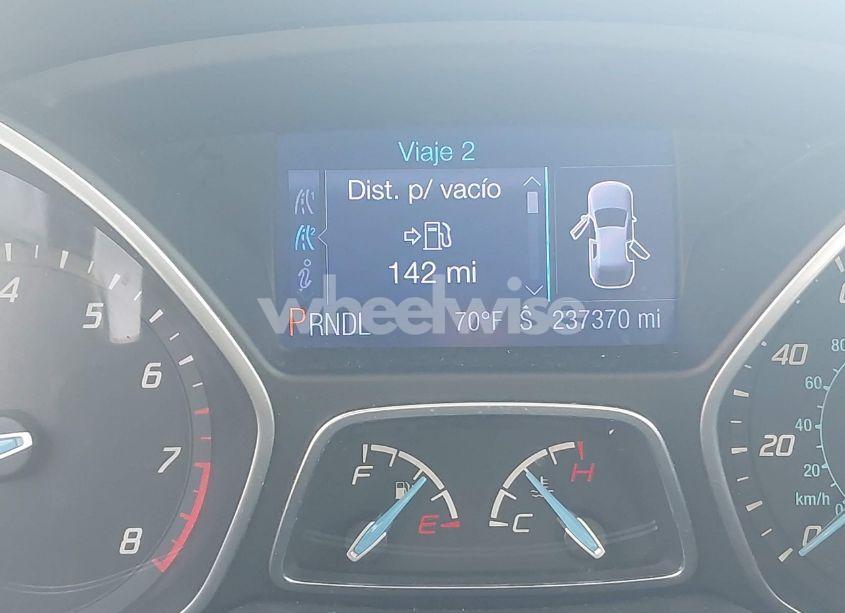 Viaje 2
Dist. p/ vacío
142 mi
PRNDL 70°F Ŝ 237370 mi
wheelwise
4
5
6
7
8
F
E
H
C
80
40
60
40
20
20
km/h
0
0